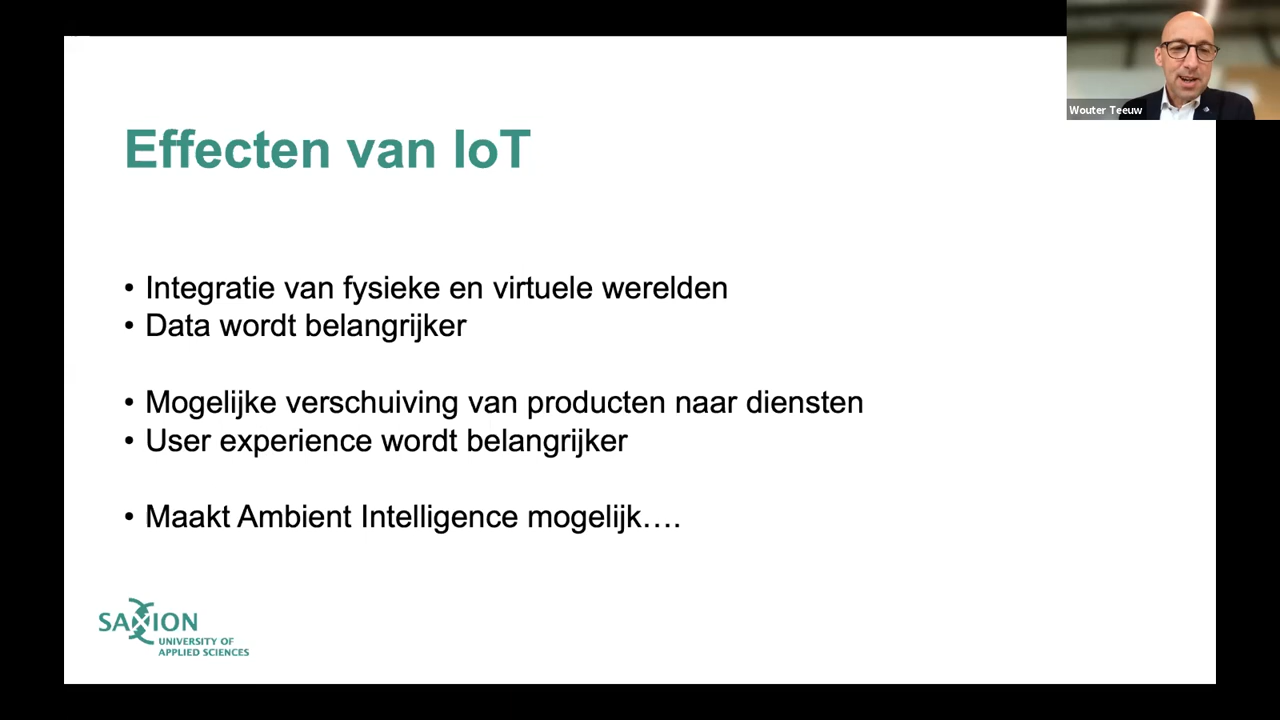 Wouter Teeuw
Effecten van IoT
• Integratie van fysieke en virtuele werelden
• Data wordt belangrijker
• Mogelijke verschuiving van producten naar diensten
• User experience wordt belangrijker
• Maakt Ambient Intelligence mogelijk….
SAXION
UNIVERSITY OF
APPLIED SCIENCES